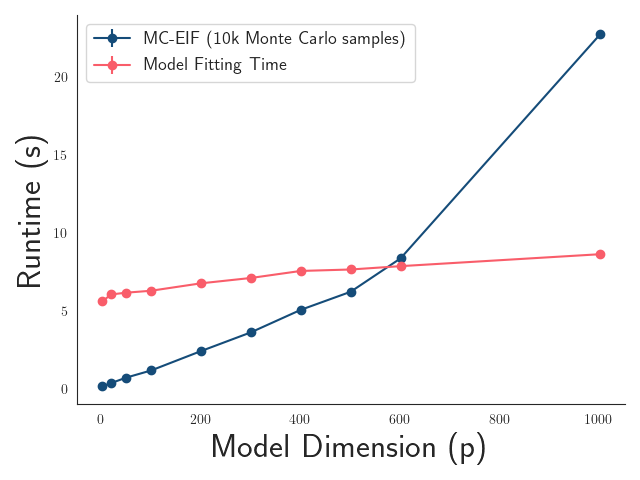 MC-EIF (10k Monte Carlo samples)
Model Fitting Time
Runtime (s)
20
15
10
5
0
0 200 400 600 800 1000
Model Dimension (p)